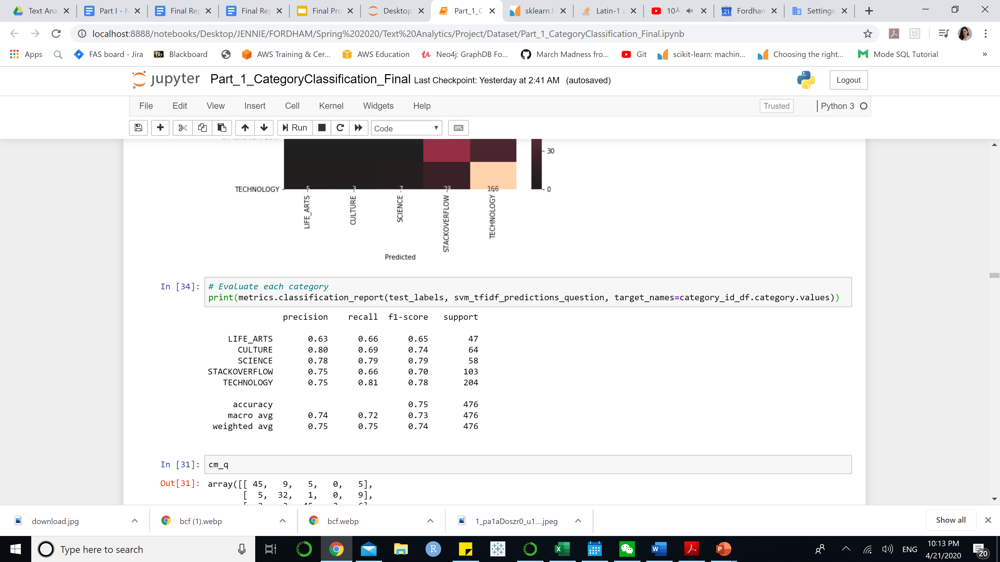 Text Ana
Part I - N
Final Rep
Final Rep
Final Pro
Desktop
Part_1_C
sklearn.f
Latin-1 a
10시
21
Fordham
Settings
localhost:8888/notebooks/Desktop/JENNIE/FORDHAM/Spring%202020/Text%20Analytics/Project/Dataset/Part_1_CategoryClassification_Final.ipynb
Apps
FAS board - Jira
Bb
Blackboard
AWS Training & Cer...
AWS Education
Neo4j: GraphDB Fo...
March Madness fro...
Git
scikit-learn: machin...
Choosing the right...
Mode SQL Tutorial
»
jupyter Part_1_CategoryClassification_Final Last Checkpoint: Yesterday at 2:41 AM (autosaved)
Logout
File Edit View Insert Cell Kernel Widgets Help
Trusted
Python 3
Run
Code
30
TECHNOLOGY 5 3 7 23 166
0
LIFE_ARTS
CULTURE
SCIENCE
STACKOVERFLOW
TECHNOLOGY
Predicted
In [34]: # Evaluate each category
print(metrics.classification_report(test_labels, svm_tfidf_predictions_question, target_names=category_id_df.category.values))
precision recall f1-score support
LIFE_ARTS 0.63 0.66 0.65 47
CULTURE 0.80 0.69 0.74 64
SCIENCE 0.78 0.79 0.79 58
STACKOVERFLOW 0.75 0.66 0.70 103
TECHNOLOGY 0.75 0.81 0.78 204
accuracy 0.75 476
macro avg 0.74 0.72 0.73 476
weighted avg 0.75 0.75 0.74 476
In [31]: cm_q
Out[31]: array([[ 45, 9, 5, 0, 5],
[ 5, 32, 1, 0, 9],
download.jpg
bcf (1).webp
bcf.webp
1_pa1aDoszr0_u1....jpeg
Show all
Type here to search
R
X
W
P
ENG
10:13 PM
4/21/2020
20